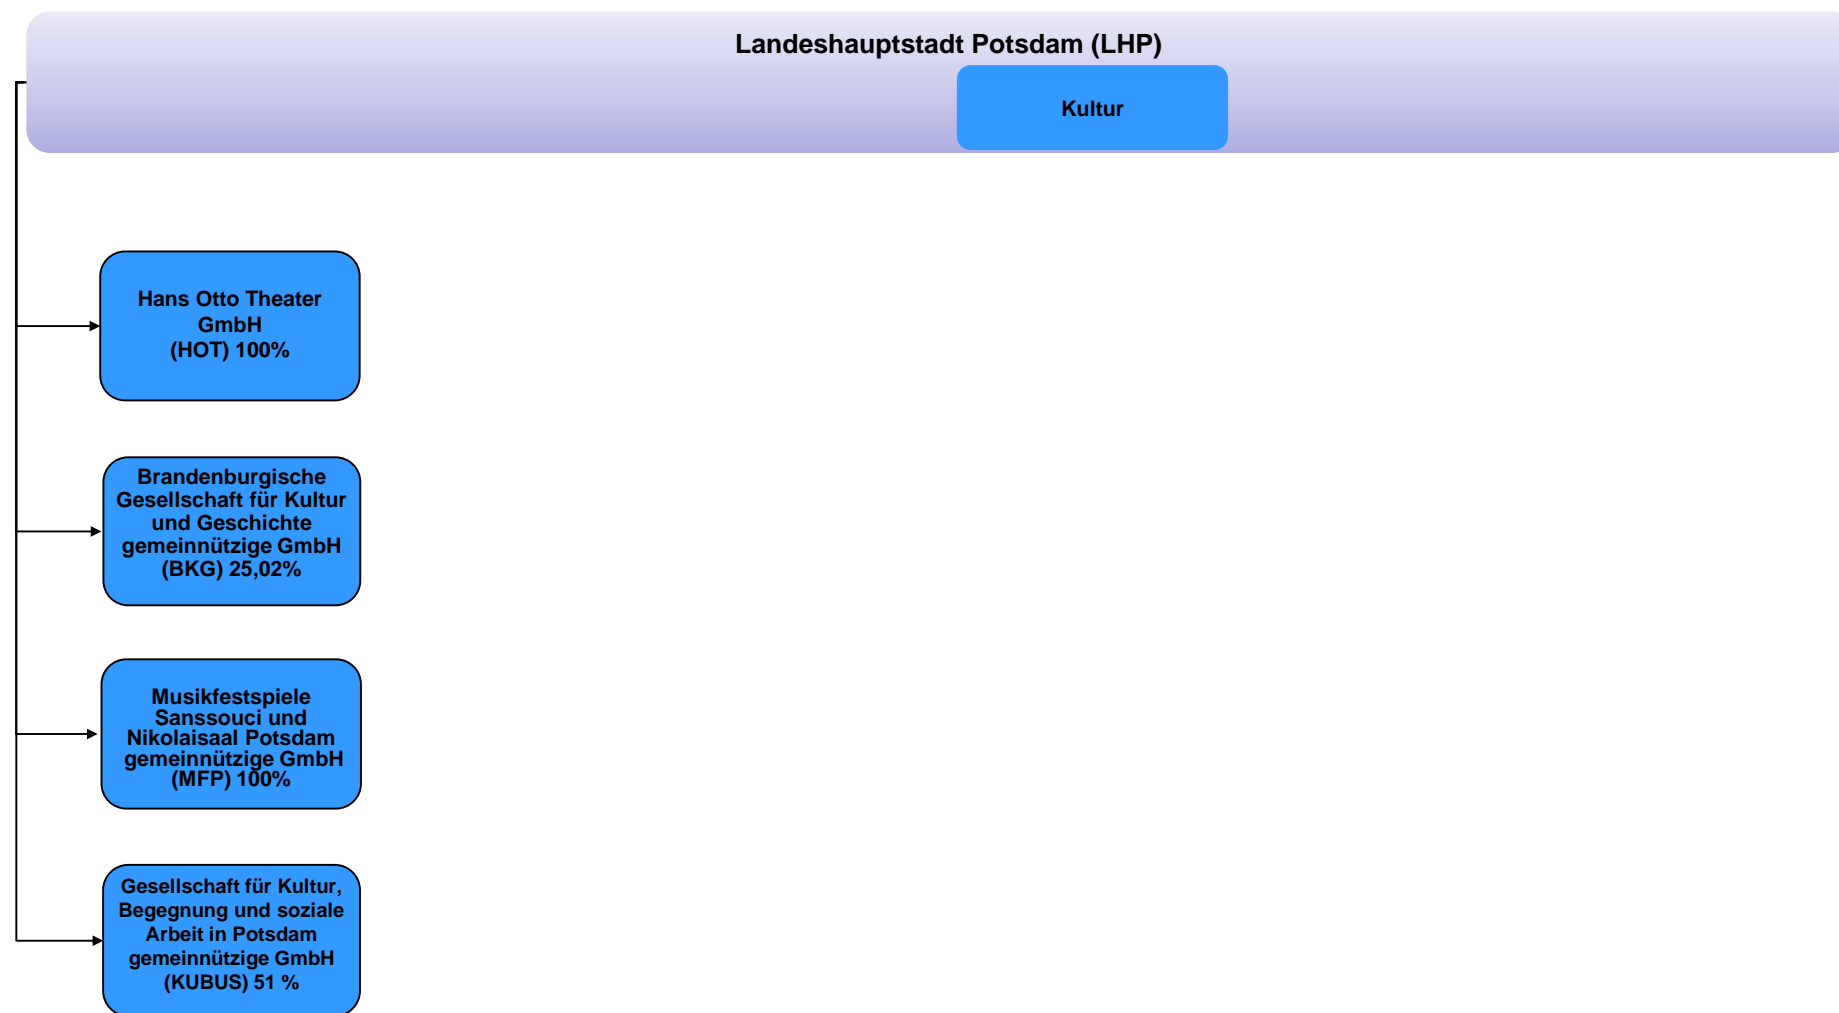 Landeshauptstadt Potsdam (LHP)
Kultur
Hans Otto Theater
GmbH
(HOT) 100%
Brandenburgische
Gesellschaft für Kultur
und Geschichte
gemeinnützige GmbH
(BKG) 25,02%
Musikfestspiele
Sanssouci und
Nikolaisaal Potsdam
gemeinnützige GmbH
(MFP) 100%
Gesellschaft für Kultur,
Begegnung und soziale
Arbeit in Potsdam
gemeinnützige GmbH
(KUBUS) 51 %